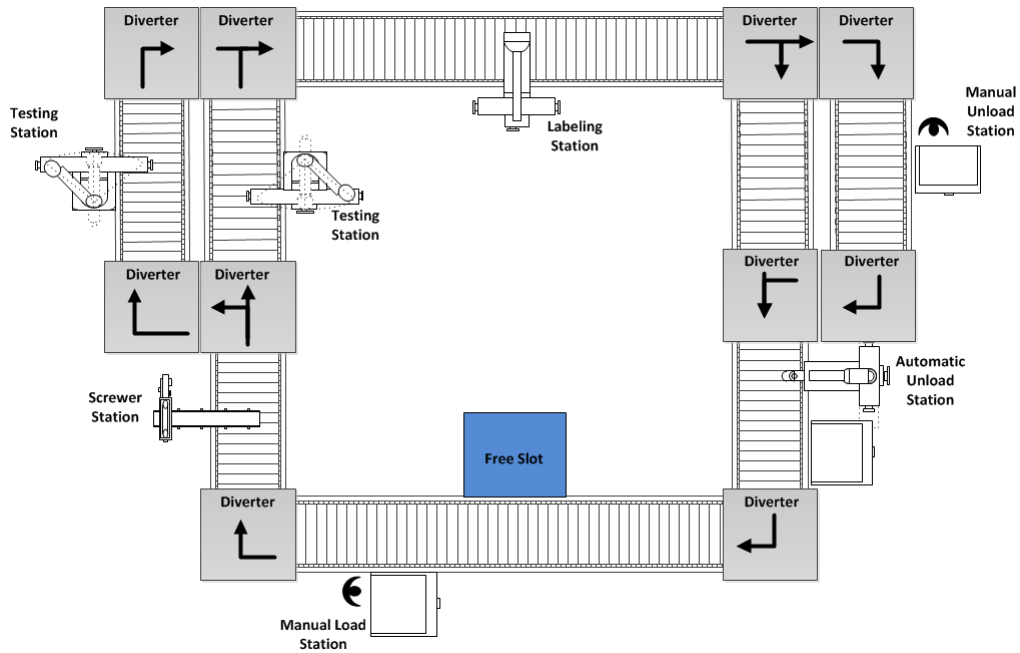 Diverter
Diverter
Diverter
Diverter
Testing
Station
Manual
Unload
Station
Labeling
Station
Testing
Station
Diverter
Diverter
Diverter
Diverter
Automatic
Unload
Station
Screwer
Station
Free Slot
Diverter
Diverter
Manual Load
Station